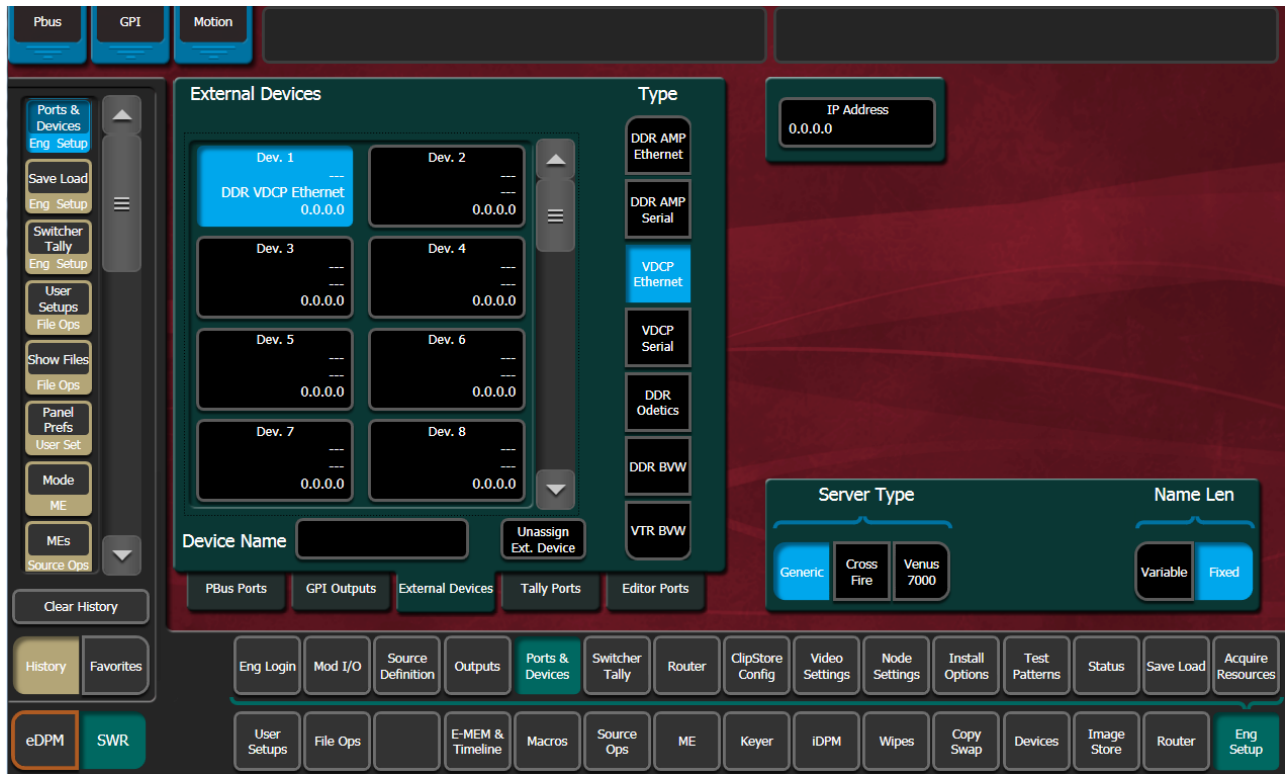 Pbus
GPI
Motion
Ports &
Devices
Eng Setup
Save Load
Eng Setup
Switcher
Tally
Eng Setup
User
Setups
File Ops
Show Files
File Ops
Panel
Prefs
User Set
Mode
ME
MEs
Source Ops
Clear History
History
Favorites
eDPM
SWR
External Devices
Dev. 1
---
DDR VDCP Ethernet
0.0.0.0
Dev. 2
---
---
0.0.0.0
Dev. 3
---
---
0.0.0.0
Dev. 4
---
---
0.0.0.0
Dev. 5
---
---
0.0.0.0
Dev. 6
---
---
0.0.0.0
Dev. 7
---
---
0.0.0.0
Dev. 8
---
---
0.0.0.0
Device Name
Unassign
Ext. Device
Type
DDR AMP
Ethernet
DDR AMP
Serial
VDCP
Ethernet
VDCP
Serial
DDR
Odetics
DDR BVW
VTR BVW
PBus Ports
GPI Outputs
External Devices
Tally Ports
Editor Ports
IP Address
0.0.0.0
Server Type
Generic
Cross
Fire
Venus
7000
Name Len
Variable
Fixed
Eng Login
Mod I/O
Source
Definition
Outputs
Ports &
Devices
Switcher
Tally
Router
ClipStore
Config
Video
Settings
Node
Settings
Install
Options
Test
Patterns
Status
Save Load
Acquire
Resources
User
Setups
File Ops
E-MEM &
Timeline
Macros
Source
Ops
ME
Keyer
iDPM
Wipes
Copy
Swap
Devices
Image
Store
Router
Eng
Setup